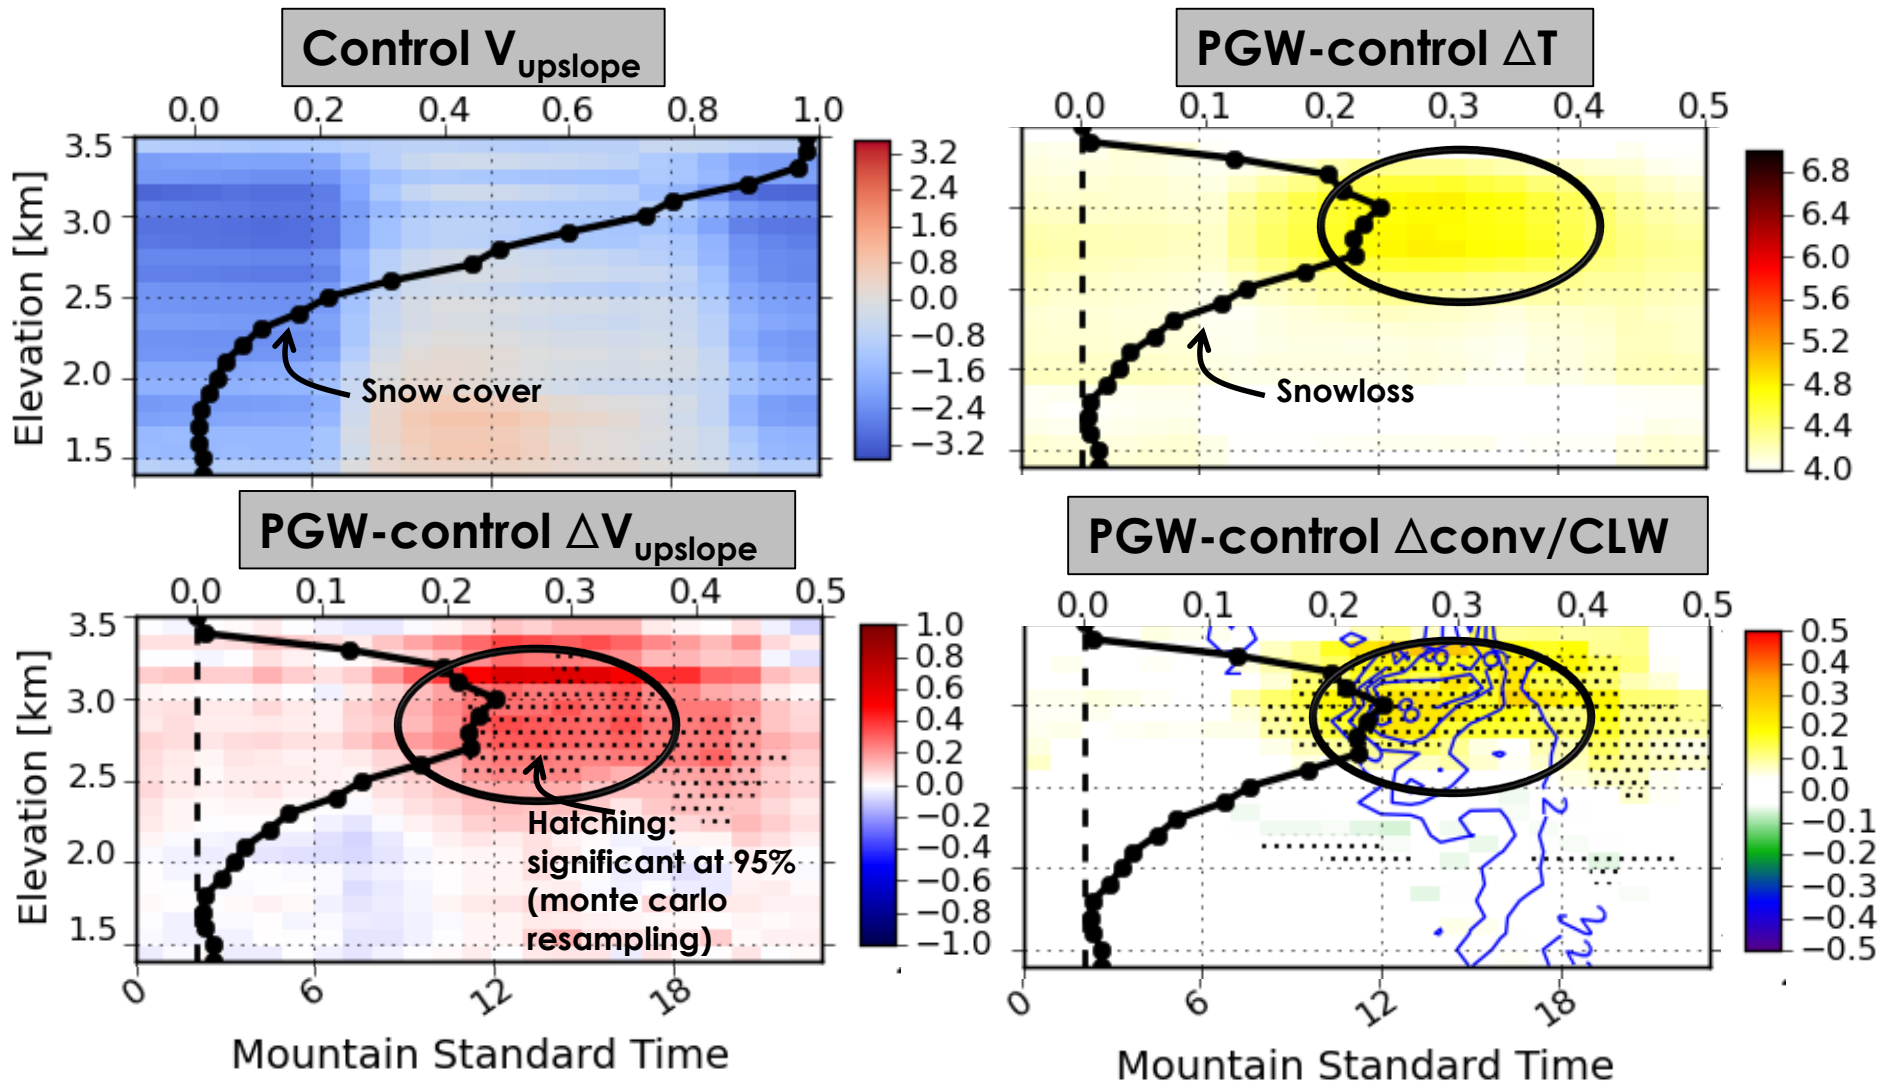 Control Vupslope
0.0 0.2 0.4 0.6 0.8 1.0
3.5
3.0
2.5
2.0
1.5
Elevation [km]
Snow cover
3.2
2.4
1.6
0.8
0.0
−0.8
−1.6
−2.4
−3.2
PGW-control ΔT
0.0 0.1 0.2 0.3 0.4 0.5
Snowloss
6.8
6.4
6.0
5.6
5.2
4.8
4.4
4.0
PGW-control ΔVupslope
0.0 0.1 0.2 0.3 0.4 0.5
3.5
3.0
2.5
2.0
1.5
Elevation [km]
Hatching:
significant at 95%
(monte carlo
resampling)
1.0
0.8
0.6
0.4
0.2
0.0
−0.2
−0.4
−0.6
−0.8
−1.0
0 6 12 18
Mountain Standard Time
PGW-control Δconv/CLW
0.0 0.1 0.2 0.3 0.4 0.5
8
2
2
0.5
0.4
0.3
0.2
0.1
0.0
−0.1
−0.2
−0.3
−0.4
−0.5
0 6 12 18
Mountain Standard Time